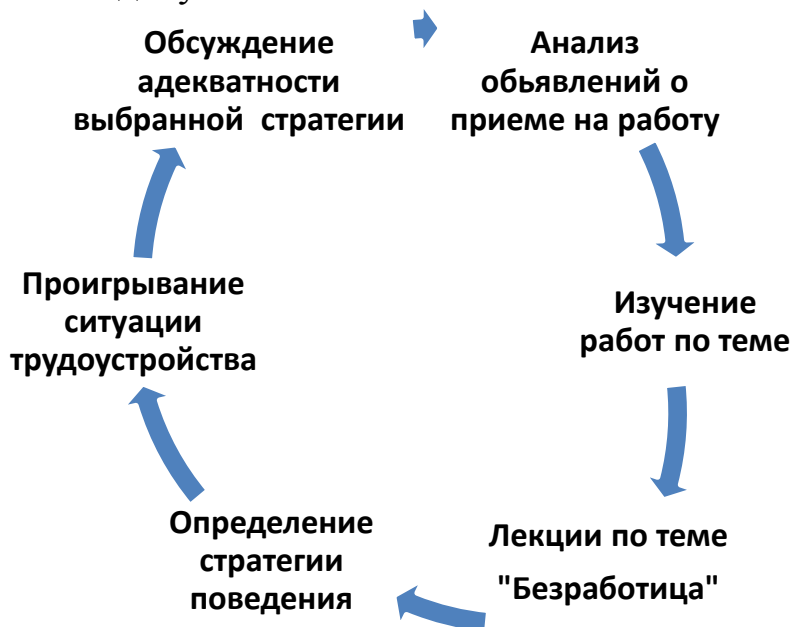 Обсуждение
адекватности
выбранной стратегии
Анализ
обьявлений о
приеме на работу
Изучение
работ по теме
Лекции по теме
"Безработица"
Определение
стратегии
поведения
Проигрывание
ситуации
трудоустройства